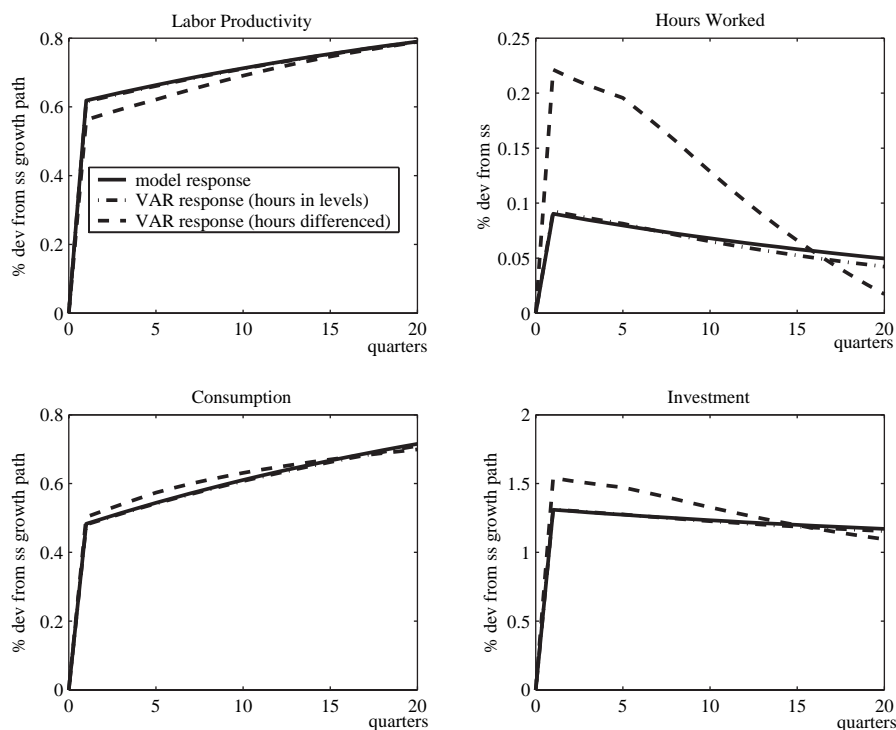 Labor Productivity
% dev from ss growth path
0.8
0.6
0.4
0.2
0
model response
VAR response (hours in levels)
VAR response (hours differenced)
0 5 10 15 20
quarters
Hours Worked
% dev from ss
0.25
0.2
0.15
0.1
0.05
0
0 5 10 15 20
quarters
Consumption
% dev from ss growth path
0.8
0.6
0.4
0.2
0
0 5 10 15 20
quarters
Investment
% dev from ss growth path
2
1.5
1
0.5
0
0 5 10 15 20
quarters